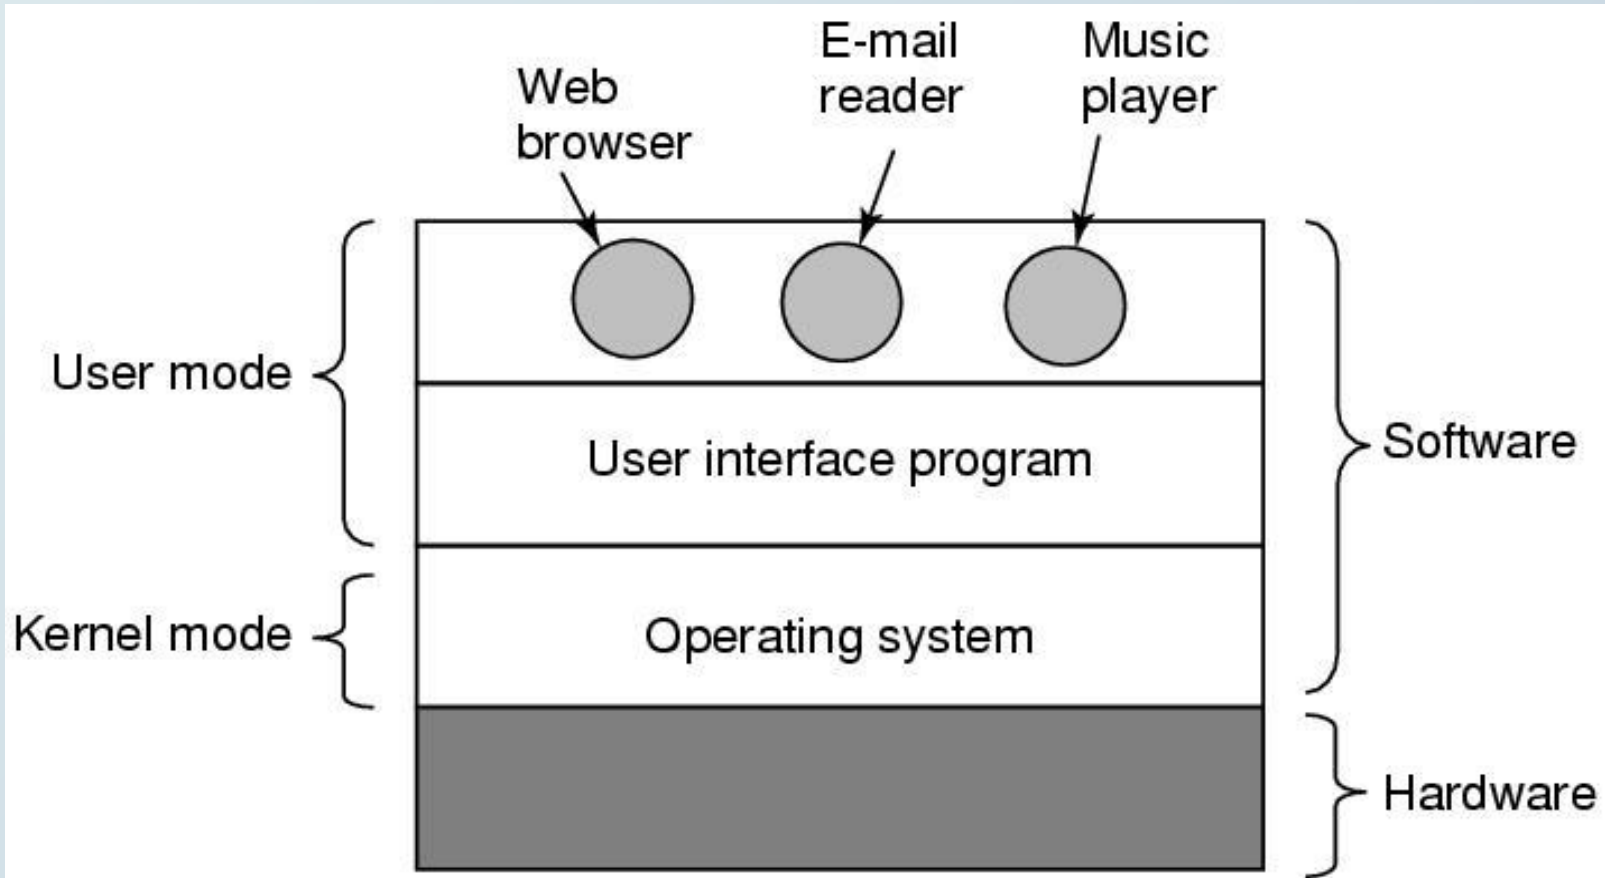 Web
browser
E-mail
reader
Music
player
User mode
User interface program
Software
Kernel mode
Operating system
Hardware